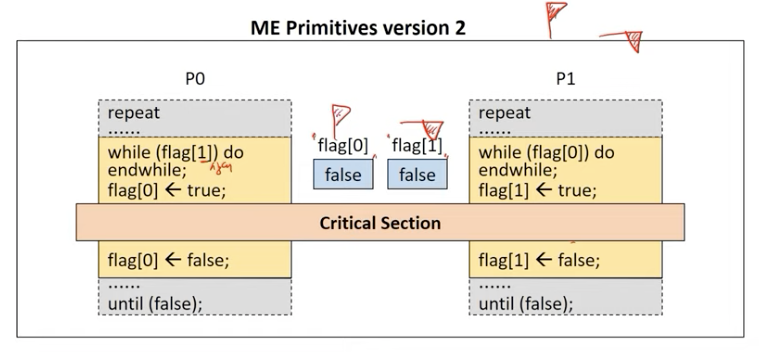 ME Primitives version 2
P0
repeat
......
while (flag[1]) do
endwhile;
flag[0] ← true;
flag[0]
false
flag[1]
false
P1
repeat
......
while (flag[0]) do
endwhile;
flag[1] ← true;
Critical Section
flag[0] ← false;
......
until (false);
flag[1] ← false;
......
until (false);